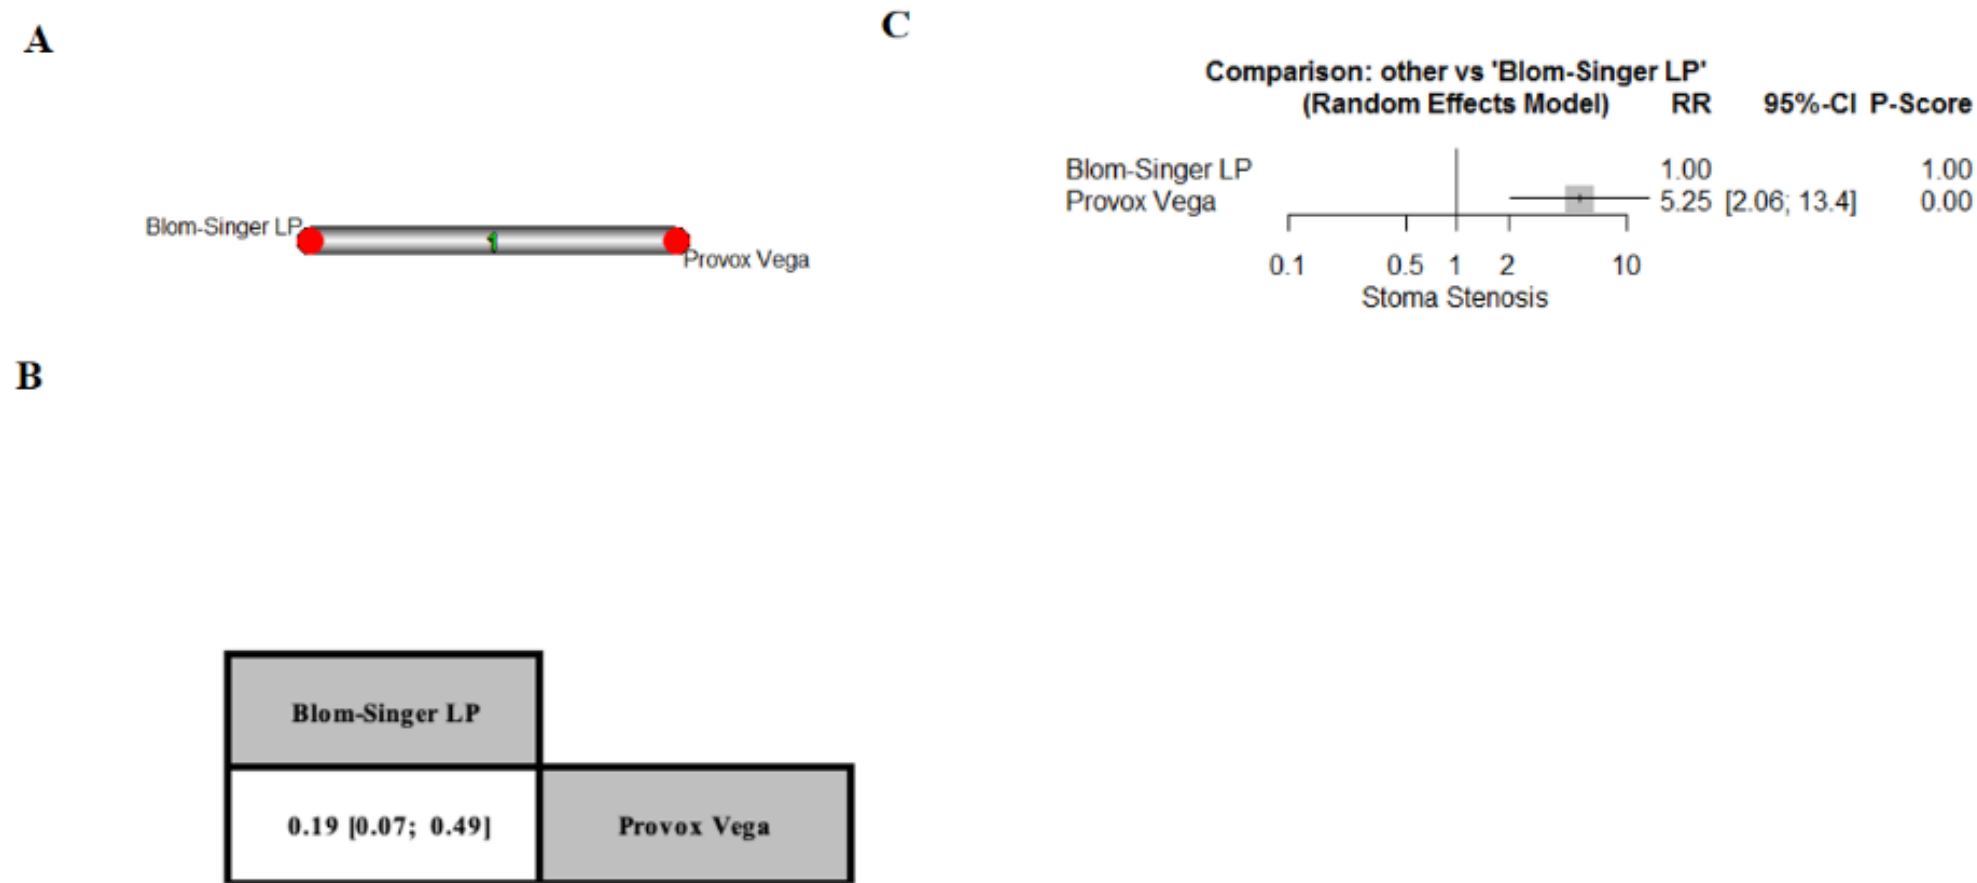 A
Blom-Singer LP
1
Provox Vega
B
Blom-Singer LP
0.19 [0.07; 0.49]
Provox Vega
C
Comparison: other vs 'Blom-Singer LP'
(Random Effects Model) RR 95%-CI P-Score
Blom-Singer LP 1.00 1.00
Provox Vega 5.25 [2.06; 13.4] 0.00
0.1 0.5 1 2 10
Stoma Stenosis